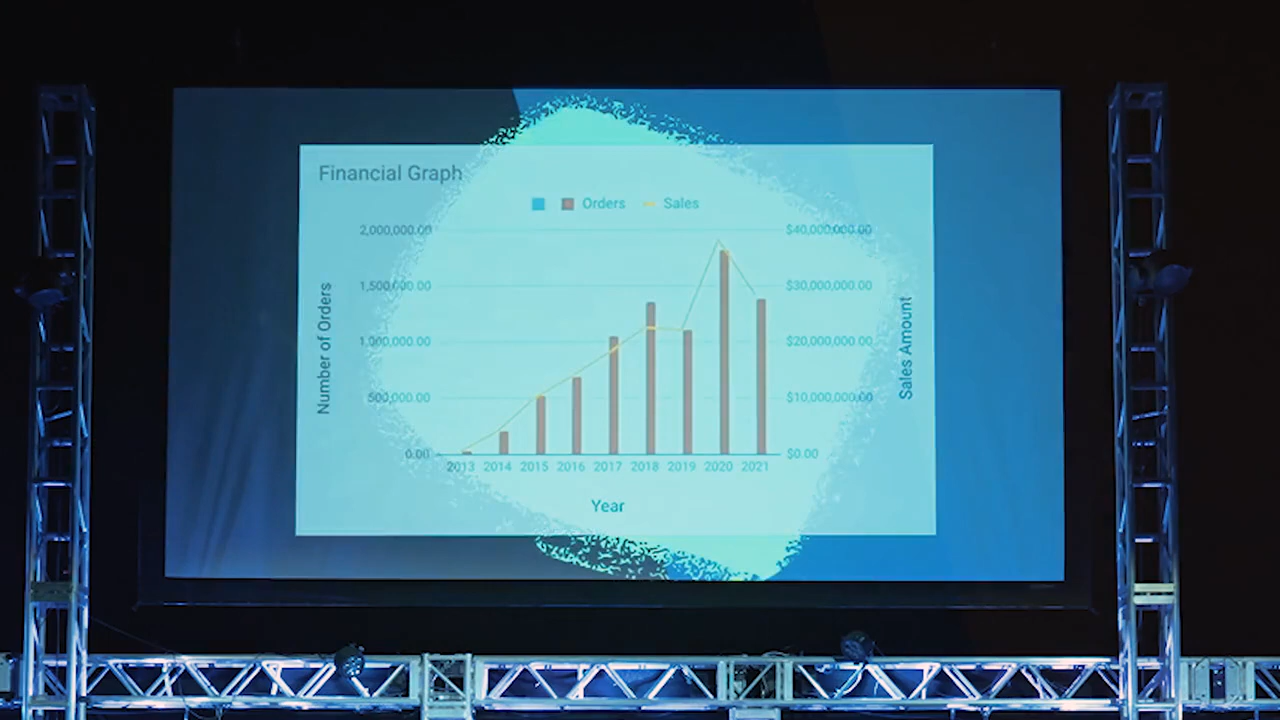 Financial Graph
Orders Sales
2,000,000.00
1,500,000.00
1,000,000.00
500,000.00
0.00
$40,000,000.00
$30,000,000.00
$20,000,000.00
$10,000,000.00
$0.00
Number of Orders
Sales Amount
2013 2014 2015 2016 2017 2018 2019 2020 2021
Year